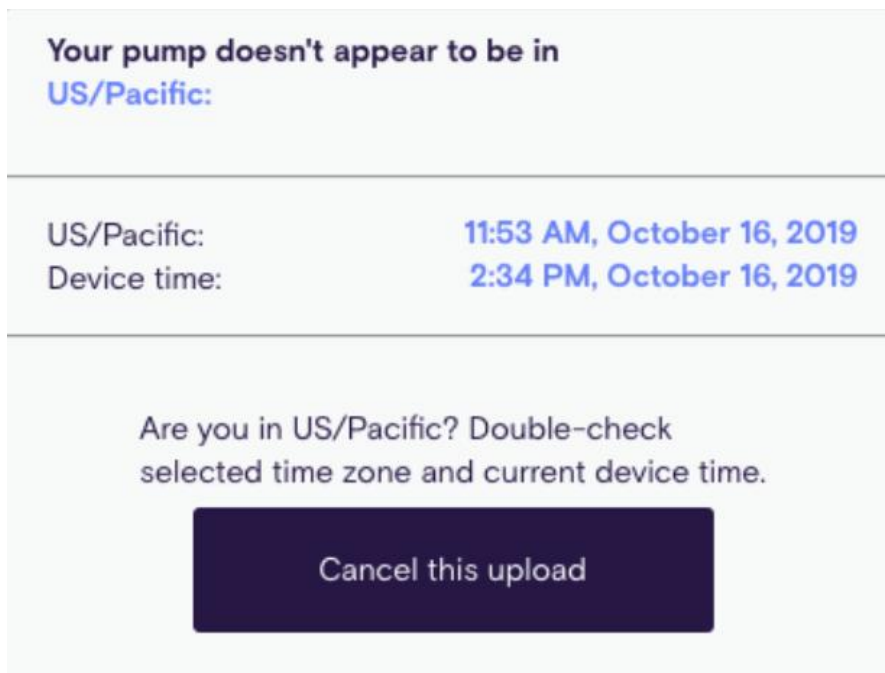 Your pump doesn't appear to be in
US/Pacific:
US/Pacific: 11:53 AM, October 16, 2019
Device time: 2:34 PM, October 16, 2019
Are you in US/Pacific? Double-check
selected time zone and current device time.
Cancel this upload